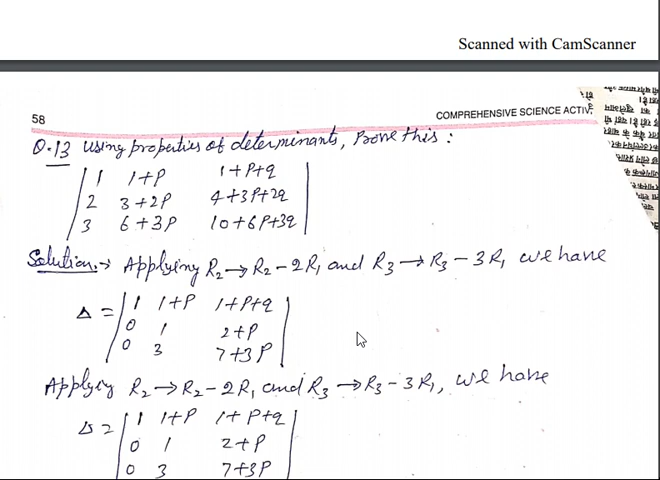 Scanned with CamScanner
58
COMPREHENSIVE SCIENCE ACTIV
Q.13 Using properties of determinants, Prove this :
| 1 1+P 1+P+q |
| 2 3+2P 4+3P+2q |
| 3 6+3P 10+6P+3q |
Solution:→ Applying R₂→R₂-2R₁ and R₃→R₃-3R₁ we have
Δ = | 1 1+P 1+P+q |
| 0 1 2+P |
| 0 3 7+3P |
Applying R₂→R₂-2R₁ and R₃→R₃-3R₁, we have
Δ = | 1 1+P 1+P+q |
| 0 1 2+P |
| 0 3 7+3P |